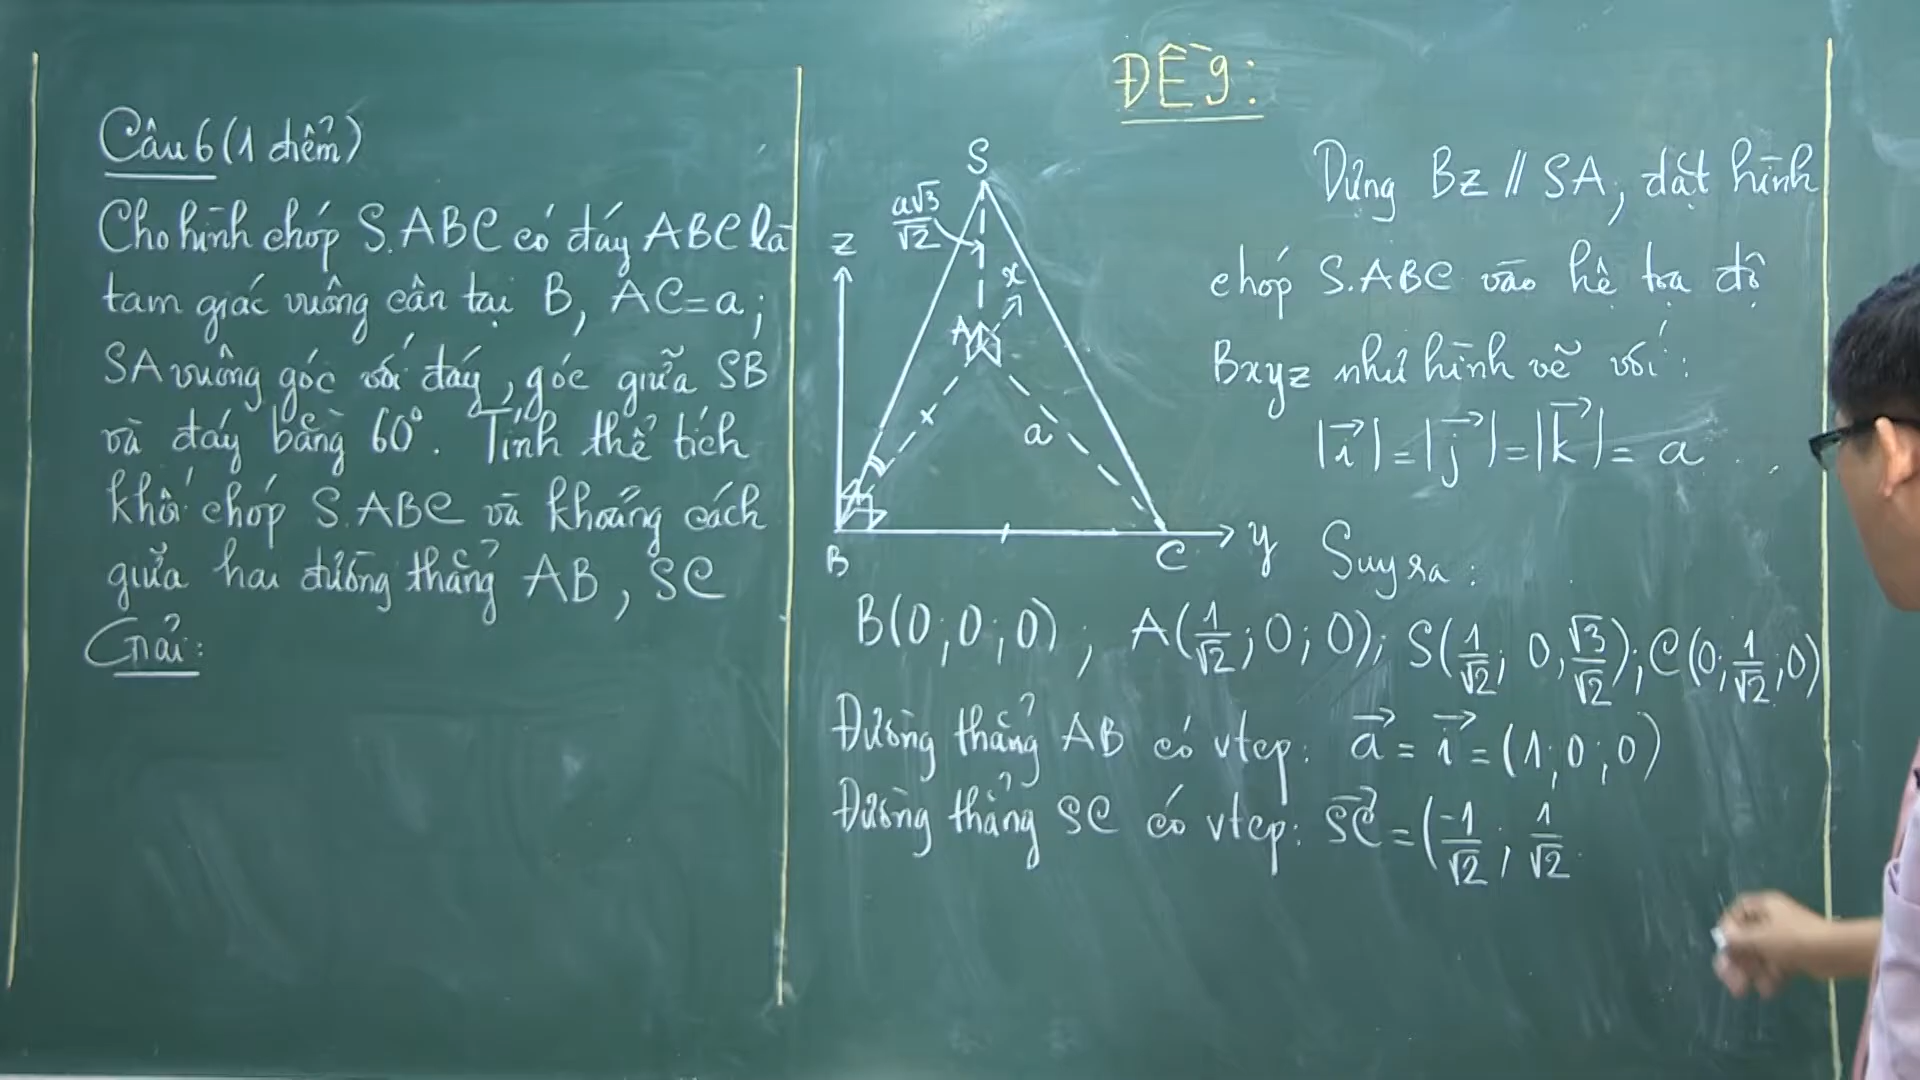 ĐỀ 9:
Câu 6 (1 điểm)
Cho hình chóp S.ABC có đáy ABC là
tam giác vuông cân tại B, AC=a;
SA vuông góc với đáy, góc giữa SB
và đáy bằng 60°. Tính thể tích
khối chóp S.ABC và khoảng cách
giữa hai đường thẳng AB, SC
Giải:
S
a√3/√2
z
x
A
a
B
C
y
Dựng Bz // SA, đặt hình
chóp S.ABC vào hệ tọa độ
Bxyz như hình vẽ với:
|i⃗| = |j⃗| = |k⃗| = a
Suy ra:
B(0;0;0), A(1/√2;0;0); S(1/√2; 0, √3/√2); C(0; 1/√2; 0)
Đường thẳng AB có vtcp: a⃗ = i⃗ = (1;0;0)
Đường thẳng SC có vtcp: SC⃗ = (-1/√2; 1/√2